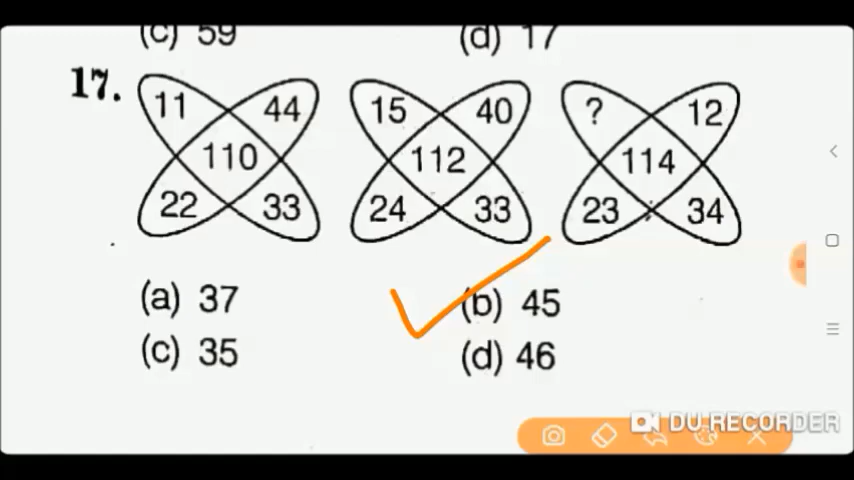 (c) 59 (d) 17
17.
11 44 15 40 ? 12
110 112 114
22 33 24 33 23 34
(a) 37 (b) 45
(c) 35 (d) 46
DU RECORDER